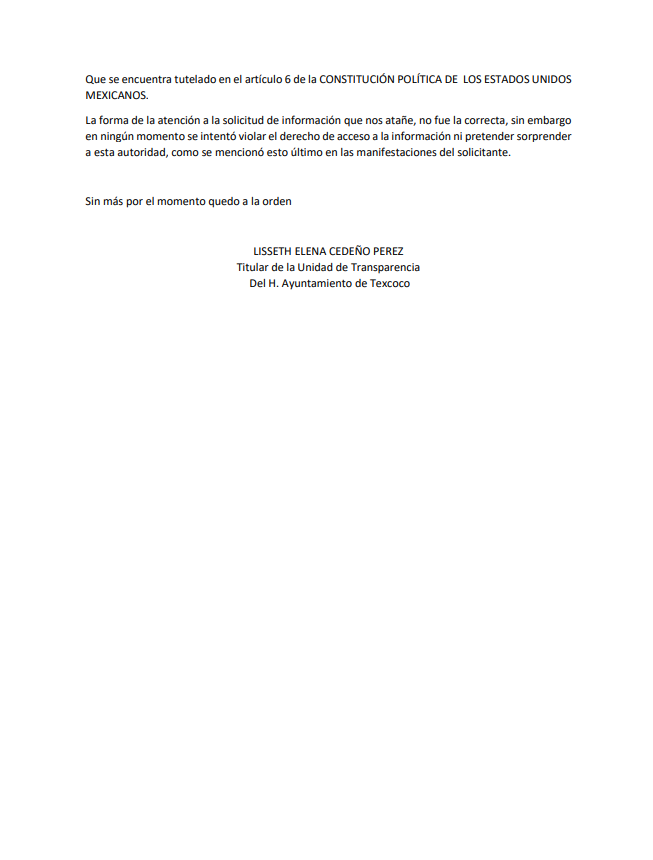 Que se encuentra tutelado en el artículo 6 de la CONSTITUCIÓN POLÍTICA DE  LOS ESTADOS UNIDOS
MEXICANOS.
La forma de la atención a la solicitud de información que nos atañe, no fue la correcta, sin embargo
en ningún momento se intentó violar el derecho de acceso a la información ni pretender sorprender
a esta autoridad, como se mencionó esto último en las manifestaciones del solicitante.
Sin más por el momento quedo a la orden
LISSETH ELENA CEDEÑO PEREZ
Titular de la Unidad de Transparencia
Del H. Ayuntamiento de Texcoco